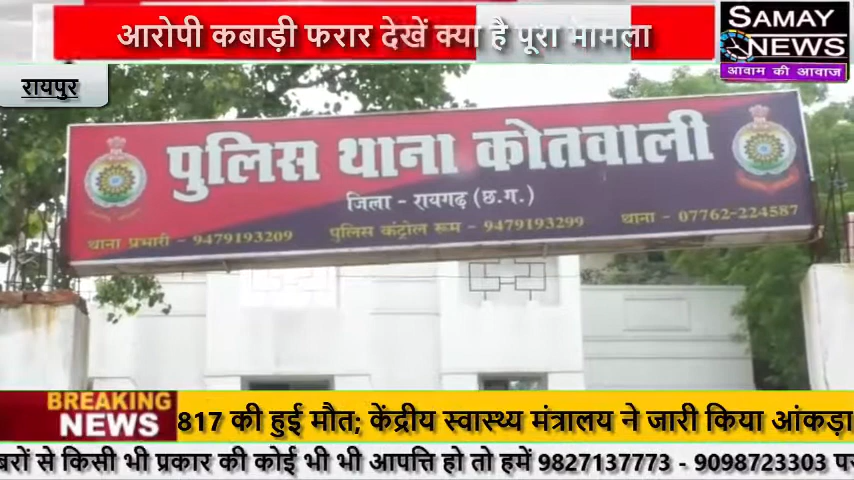 आरोपी कबाड़ी फरार देखें क्या है पूरा मामला
SAMAY
NEWS
आवाम की आवाज
रायपुर
पुलिस थाना कोतवाली
जिला - रायगढ़ (छ.ग.)
थाना प्रभारी - 9479193209 पुलिस कंट्रोल रूम - 9479193299 थाना - 07762-224587
BREAKING
NEWS
817 की हुई मौत; केंद्रीय स्वास्थ्य मंत्रालय ने जारी किया आंकड़ा
बरों से किसी भी प्रकार की कोई भी भी आपत्ति हो तो हमें 9827137773 - 9098723303 पर